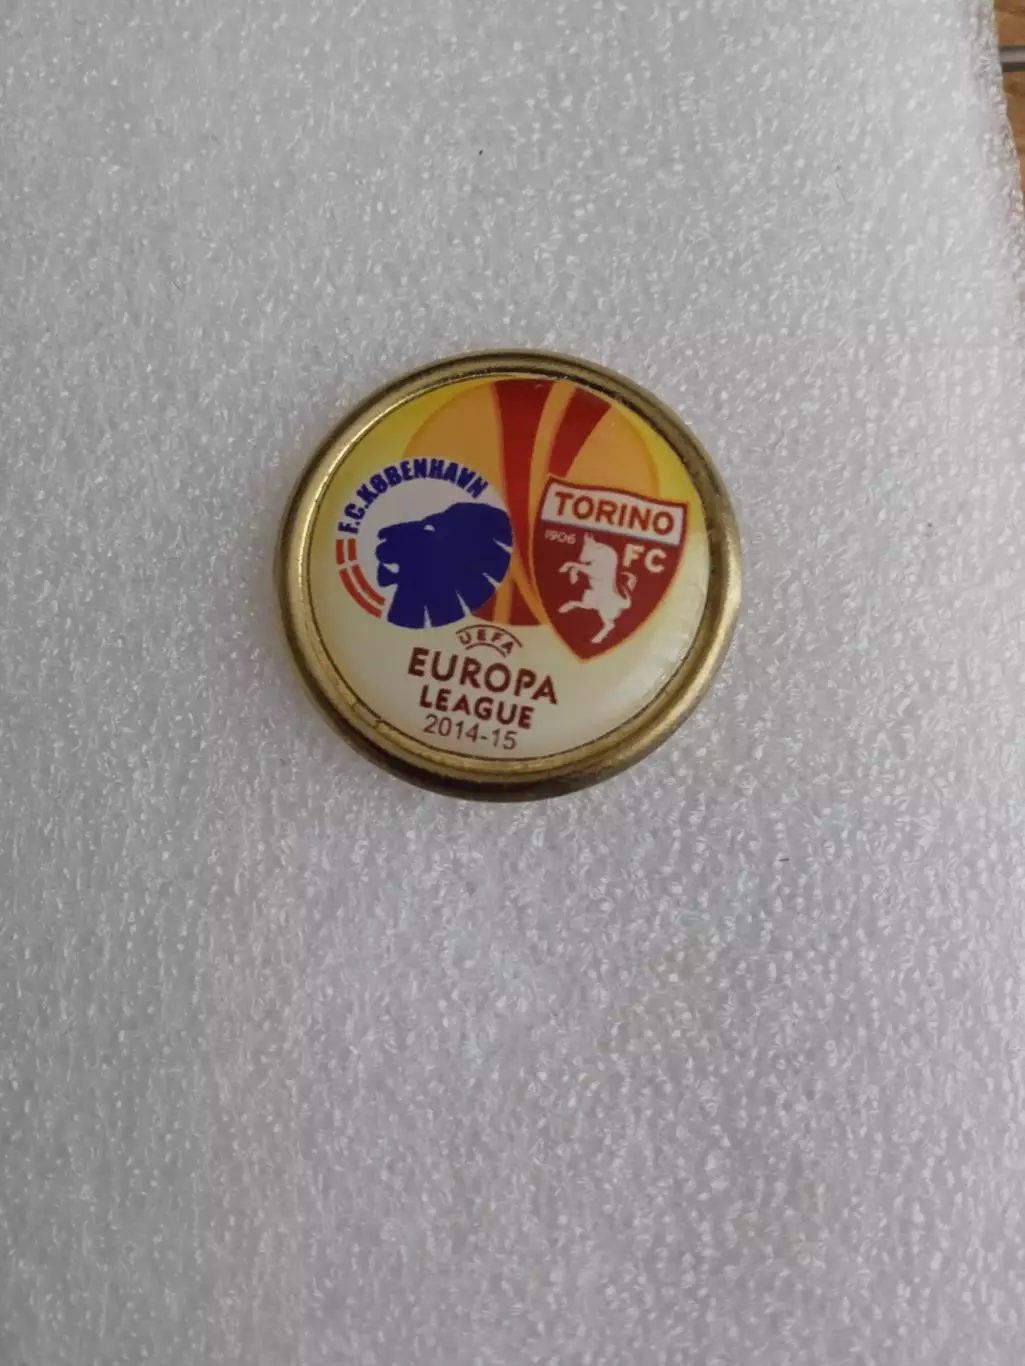 F.C.KØBENHAVN
TORINO
1906
FC
UEFA
EUROPA
LEAGUE
2014-15